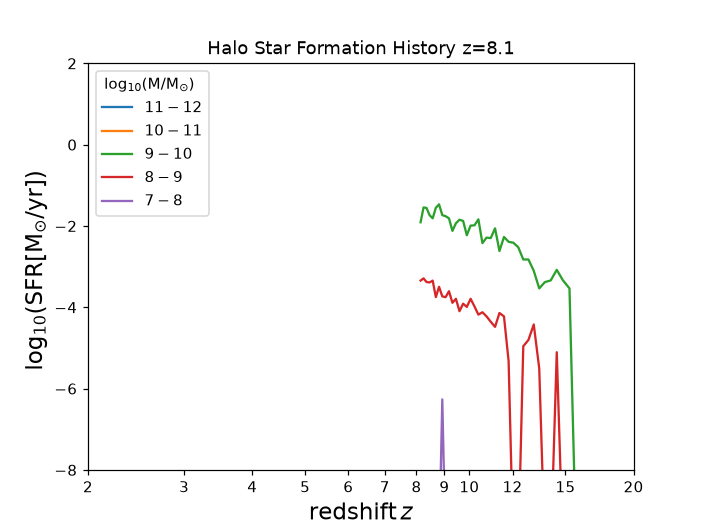 Halo Star Formation History z=8.1
log₁₀(SFR[M☉/yr])
2
0
−2
−4
−6
−8
log₁₀(M/M☉)
11 − 12
10 − 11
9 − 10
8 − 9
7 − 8
2 3 4 5 6 7 8 9 10 12 15 20
redshift z